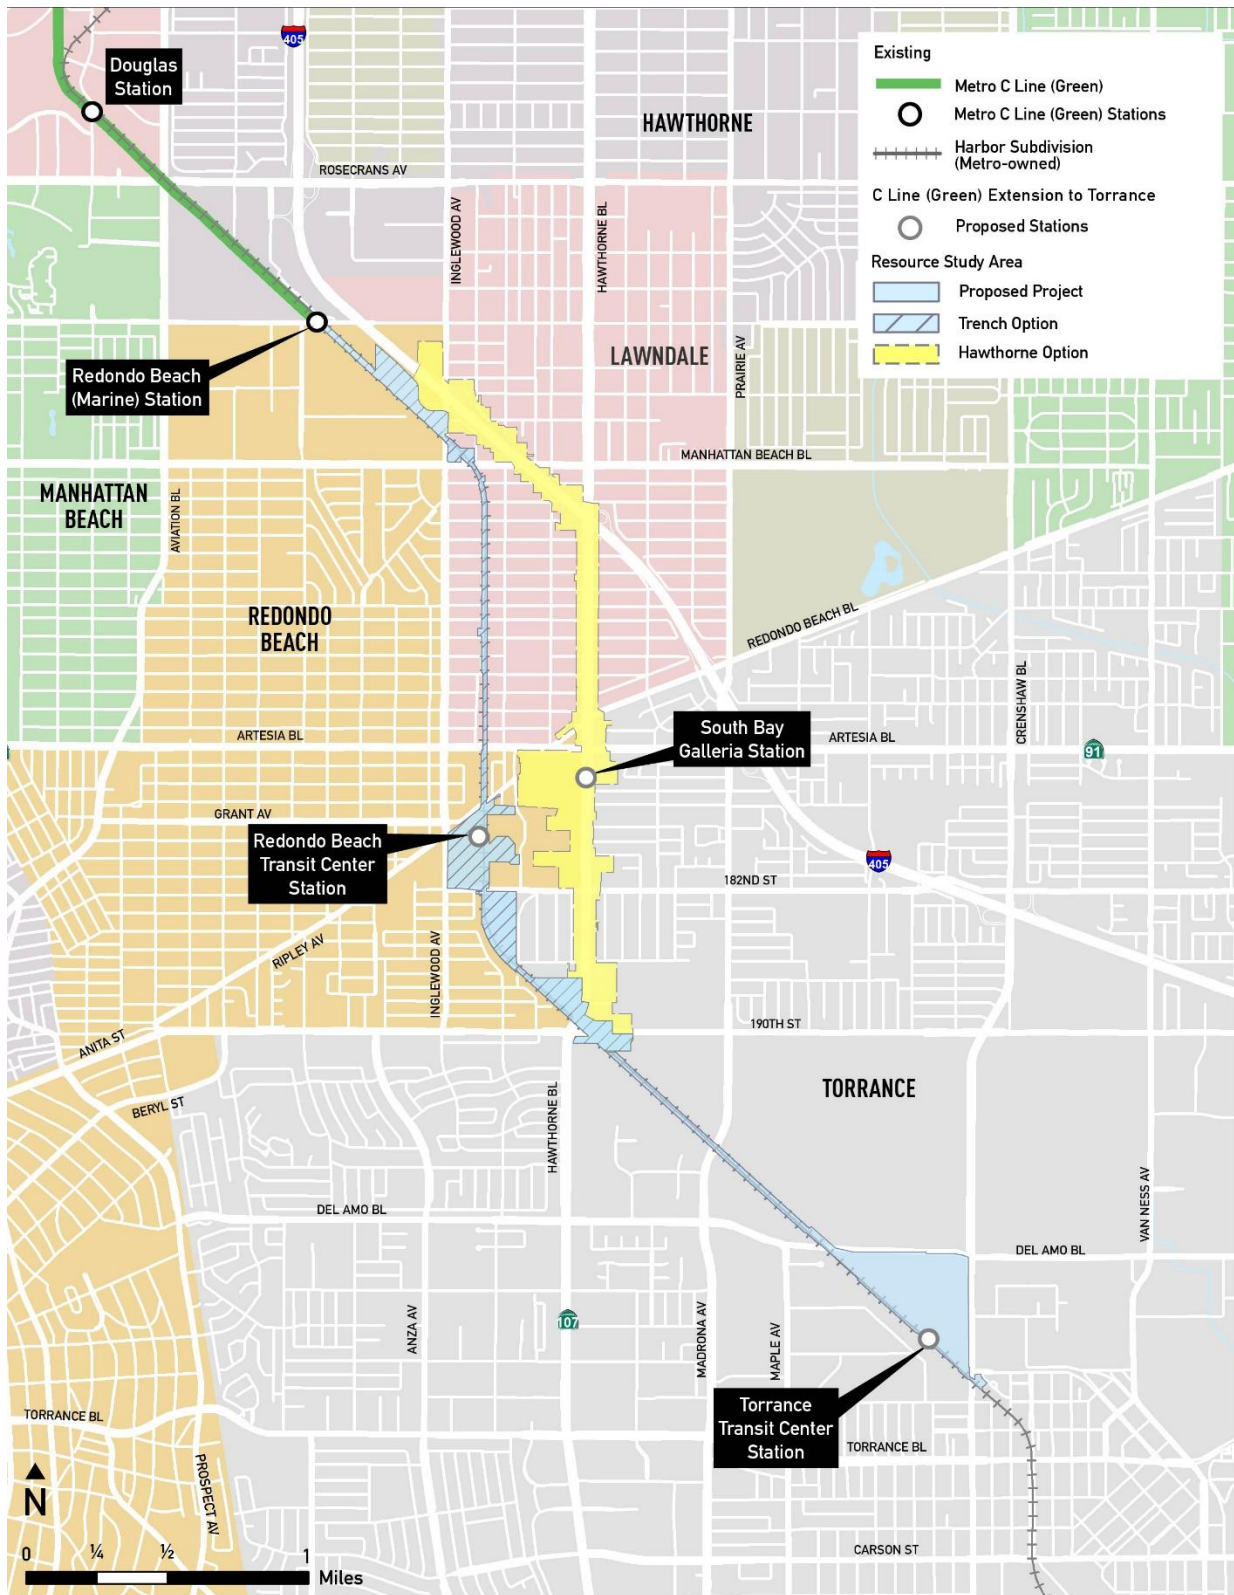 405
Douglas
Station
HAWTHORNE
ROSECRANS AV
INGLEWOOD AV
HAWTHORNE BL
PRAIRIE AV
LAWNDALE
Redondo Beach
(Marine) Station
MANHATTAN BEACH BL
MANHATTAN
BEACH
AVIATION BL
REDONDO
BEACH
REDONDO BEACH BL
CRENSHAW BL
South Bay
Galleria Station
ARTESIA BL
ARTESIA BL
91
GRANT AV
Redondo Beach
Transit Center
Station
405
182ND ST
RIPLEY AV
INGLEWOOD AV
190TH ST
ANITA ST
BERYL ST
HAWTHORNE BL
TORRANCE
VAN NESS AV
DEL AMO BL
DEL AMO BL
ANZA AV
107
MADRONA AV
MAPLE AV
Torrance
Transit Center
Station
TORRANCE BL
TORRANCE BL
PROSPECT AV
CARSON ST
N
0 ¼ ½ 1
Miles
Existing
Metro C Line (Green)
Metro C Line (Green) Stations
Harbor Subdivision
(Metro-owned)
C Line (Green) Extension to Torrance
Proposed Stations
Resource Study Area
Proposed Project
Trench Option
Hawthorne Option